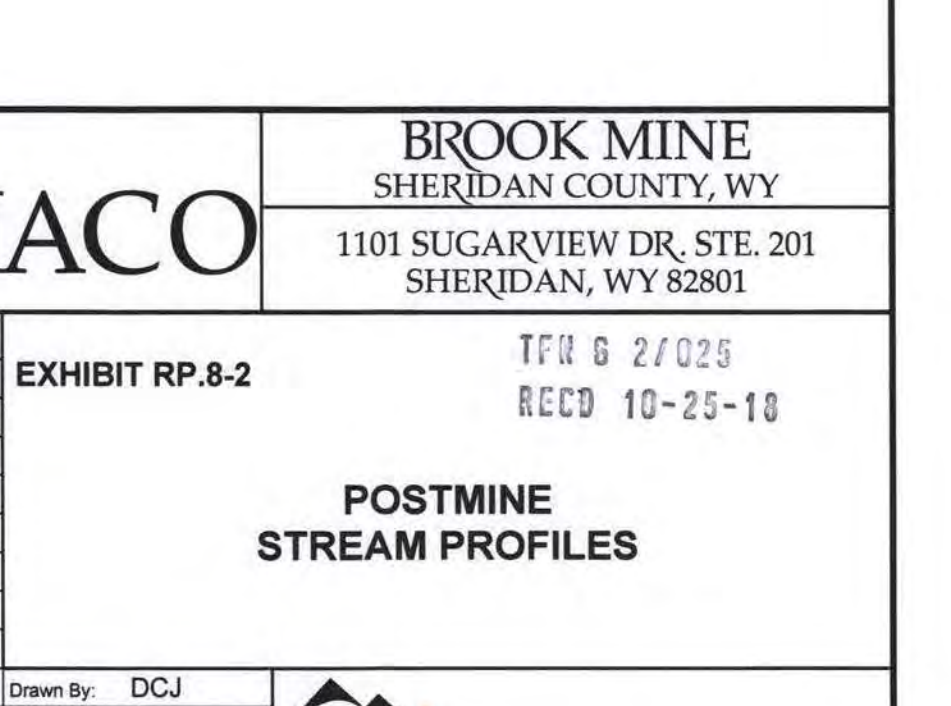 ACO
BROOK MINE
SHERIDAN COUNTY, WY
1101 SUGARVIEW DR. STE. 201
SHERIDAN, WY 82801
EXHIBIT RP.8-2
TFN 6 2/025
RECD 10-25-18
POSTMINE
STREAM PROFILES
Drawn By: DCJ